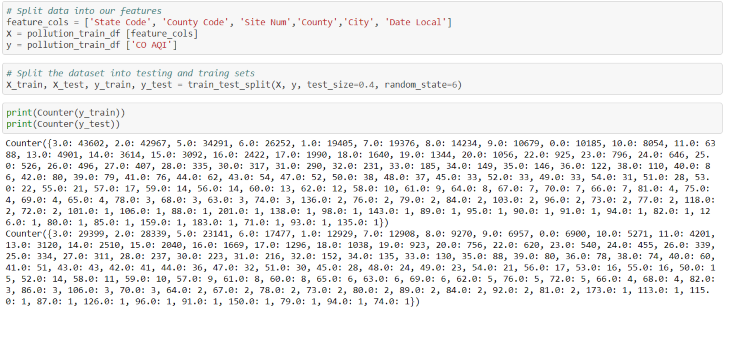 # Split data into our features
feature_cols = ['State Code', 'County Code', 'Site Num','County','City', 'Date Local']
X = pollution_train_df [feature_cols]
y = pollution_train_df ['CO AQI']
# Split the dataset into testing and traing sets
X_train, X_test, y_train, y_test = train_test_split(X, y, test_size=0.4, random_state=6)
print(Counter(y_train))
print(Counter(y_test))
Counter({3.0: 43602, 2.0: 42967, 5.0: 34291, 6.0: 26252, 1.0: 19405, 7.0: 19376, 8.0: 14234, 9.0: 10679, 0.0: 10185, 10.0: 8054, 11.0: 63
88, 13.0: 4901, 14.0: 3614, 15.0: 3092, 16.0: 2422, 17.0: 1990, 18.0: 1640, 19.0: 1344, 20.0: 1056, 22.0: 925, 23.0: 796, 24.0: 646, 25.
0: 526, 26.0: 496, 27.0: 407, 28.0: 335, 30.0: 317, 31.0: 290, 32.0: 231, 33.0: 185, 34.0: 149, 35.0: 146, 36.0: 122, 38.0: 110, 40.0: 8
6, 42.0: 80, 39.0: 79, 41.0: 76, 44.0: 62, 43.0: 54, 47.0: 52, 50.0: 38, 48.0: 37, 45.0: 33, 52.0: 33, 49.0: 33, 54.0: 31, 51.0: 28, 53.
0: 22, 55.0: 21, 57.0: 17, 59.0: 14, 56.0: 14, 60.0: 13, 62.0: 12, 58.0: 10, 61.0: 9, 64.0: 8, 67.0: 7, 70.0: 7, 66.0: 7, 81.0: 4, 75.0:
4, 69.0: 4, 65.0: 4, 78.0: 3, 68.0: 3, 63.0: 3, 74.0: 3, 136.0: 2, 76.0: 2, 79.0: 2, 84.0: 2, 103.0: 2, 96.0: 2, 73.0: 2, 77.0: 2, 118.0:
2, 72.0: 2, 101.0: 1, 106.0: 1, 88.0: 1, 201.0: 1, 138.0: 1, 98.0: 1, 143.0: 1, 89.0: 1, 95.0: 1, 90.0: 1, 91.0: 1, 94.0: 1, 82.0: 1, 12
6.0: 1, 80.0: 1, 85.0: 1, 159.0: 1, 183.0: 1, 71.0: 1, 93.0: 1, 135.0: 1})
Counter({3.0: 29399, 2.0: 28339, 5.0: 23141, 6.0: 17477, 1.0: 12929, 7.0: 12908, 8.0: 9270, 9.0: 6957, 0.0: 6900, 10.0: 5271, 11.0: 4201,
13.0: 3120, 14.0: 2510, 15.0: 2040, 16.0: 1669, 17.0: 1296, 18.0: 1038, 19.0: 923, 20.0: 756, 22.0: 620, 23.0: 540, 24.0: 455, 26.0: 339,
25.0: 334, 27.0: 311, 28.0: 237, 30.0: 223, 31.0: 216, 32.0: 152, 34.0: 135, 33.0: 130, 35.0: 88, 39.0: 80, 36.0: 78, 38.0: 74, 40.0: 60,
41.0: 51, 43.0: 43, 42.0: 41, 44.0: 36, 47.0: 32, 51.0: 30, 45.0: 28, 48.0: 24, 49.0: 23, 54.0: 21, 56.0: 17, 53.0: 16, 55.0: 16, 50.0: 1
5, 52.0: 14, 58.0: 11, 59.0: 10, 57.0: 9, 61.0: 8, 60.0: 8, 65.0: 6, 63.0: 6, 69.0: 6, 62.0: 5, 76.0: 5, 72.0: 5, 66.0: 4, 68.0: 4, 82.0:
3, 86.0: 3, 106.0: 3, 70.0: 3, 64.0: 2, 67.0: 2, 78.0: 2, 73.0: 2, 80.0: 2, 89.0: 2, 84.0: 2, 92.0: 2, 81.0: 2, 173.0: 1, 113.0: 1, 115.
0: 1, 87.0: 1, 126.0: 1, 96.0: 1, 91.0: 1, 150.0: 1, 79.0: 1, 94.0: 1, 74.0: 1})